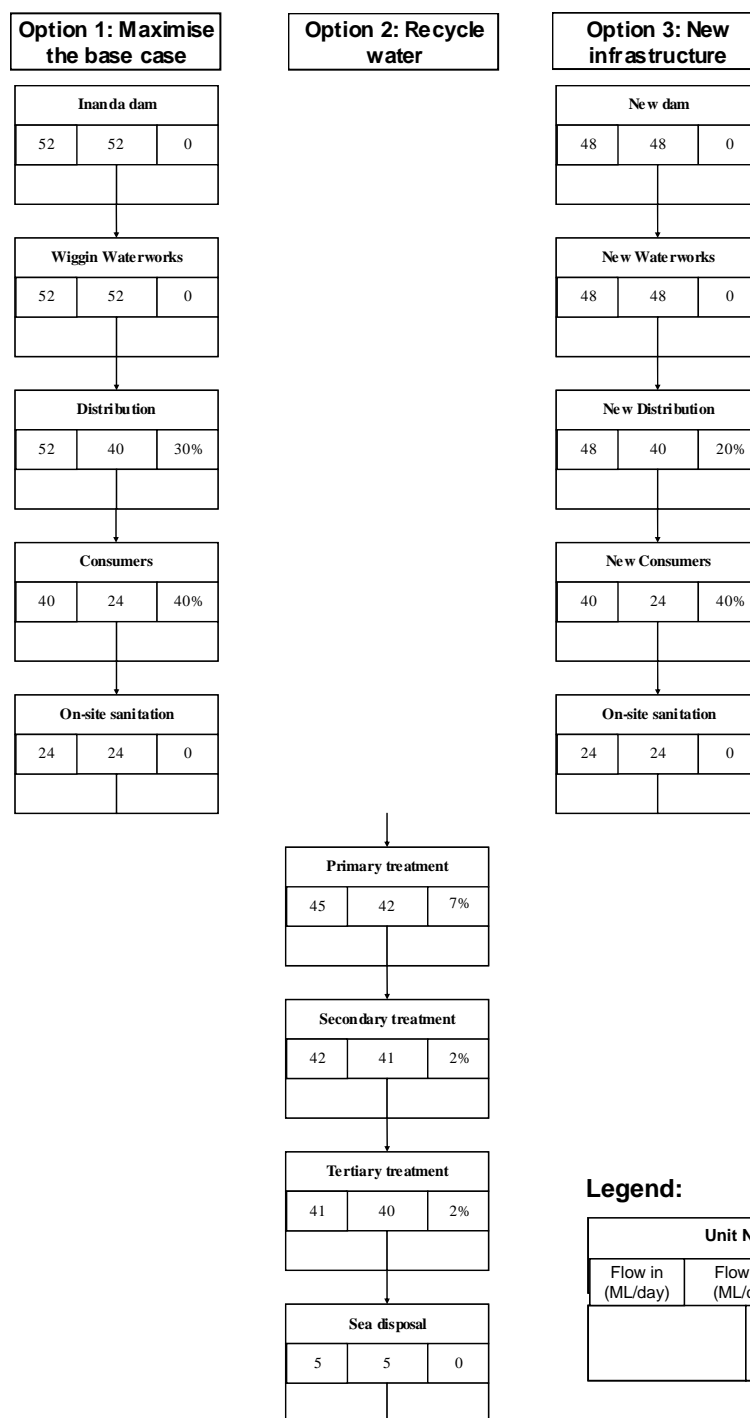 Option 1: Maximise
the base case
Option 2: Recycle
water
Option 3: New
infrastructure
Inanda dam
52 52 0
Wiggin Waterworks
52 52 0
Distribution
52 40 30%
Consumers
40 24 40%
On-site sanitation
24 24 0
New dam
48 48 0
New Waterworks
48 48 0
New Distribution
48 40 20%
New Consumers
40 24 40%
On-site sanitation
24 24 0
Primary treatment
45 42 7%
Secondary treatment
42 41 2%
Tertiary treatment
41 40 2%
Sea disposal
5 5 0
Legend:
Unit
Flow in
(ML/day)
Flow